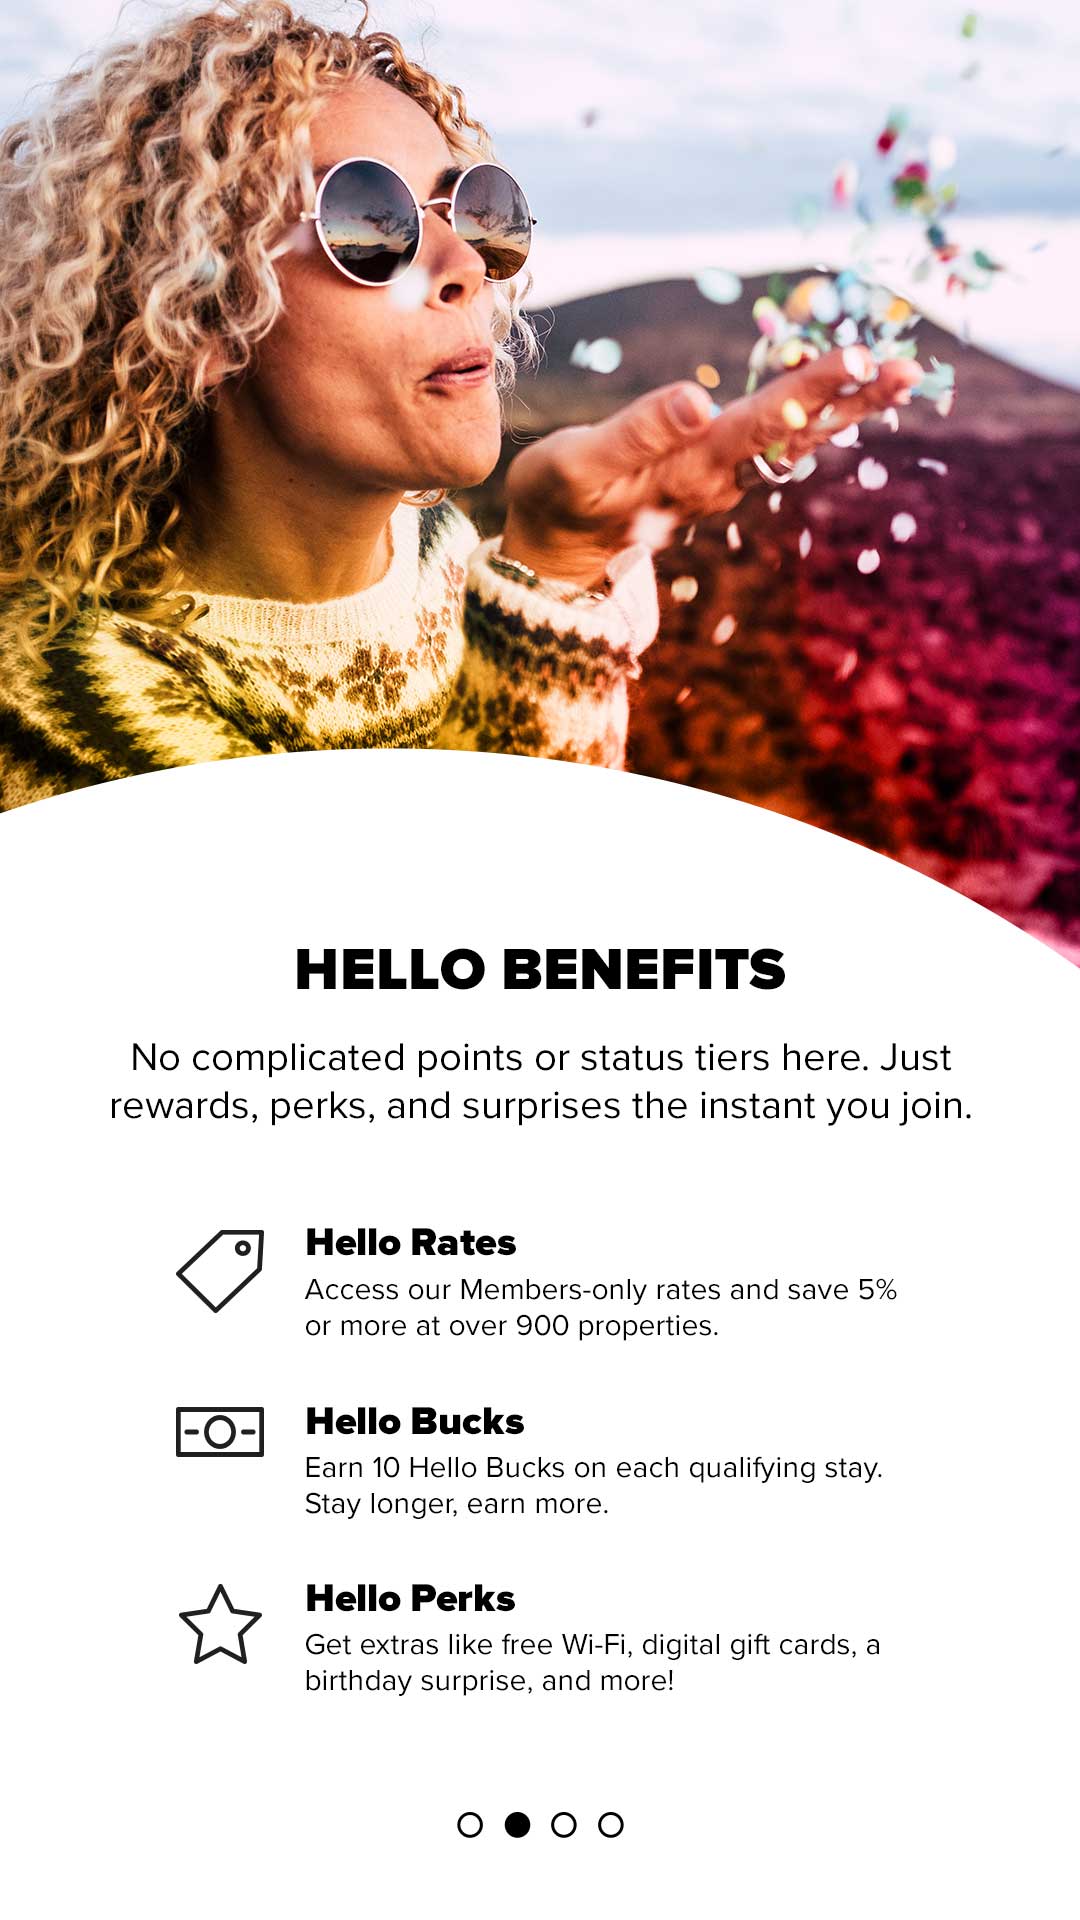 HELLO BENEFITS
No complicated points or status tiers here. Just
rewards, perks, and surprises the instant you join.
Hello Rates
Access our Members-only rates and save 5%
or more at over 900 properties.
Hello Bucks
Earn 10 Hello Bucks on each qualifying stay.
Stay longer, earn more.
Hello Perks
Get extras like free Wi-Fi, digital gift cards, a
birthday surprise, and more!